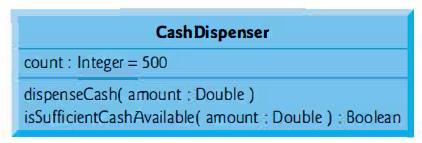 CashDispenser
count : Integer = 500
dispenseCash( amount : Double )
isSufficientCashAvailable( amount : Double ) : Boolean